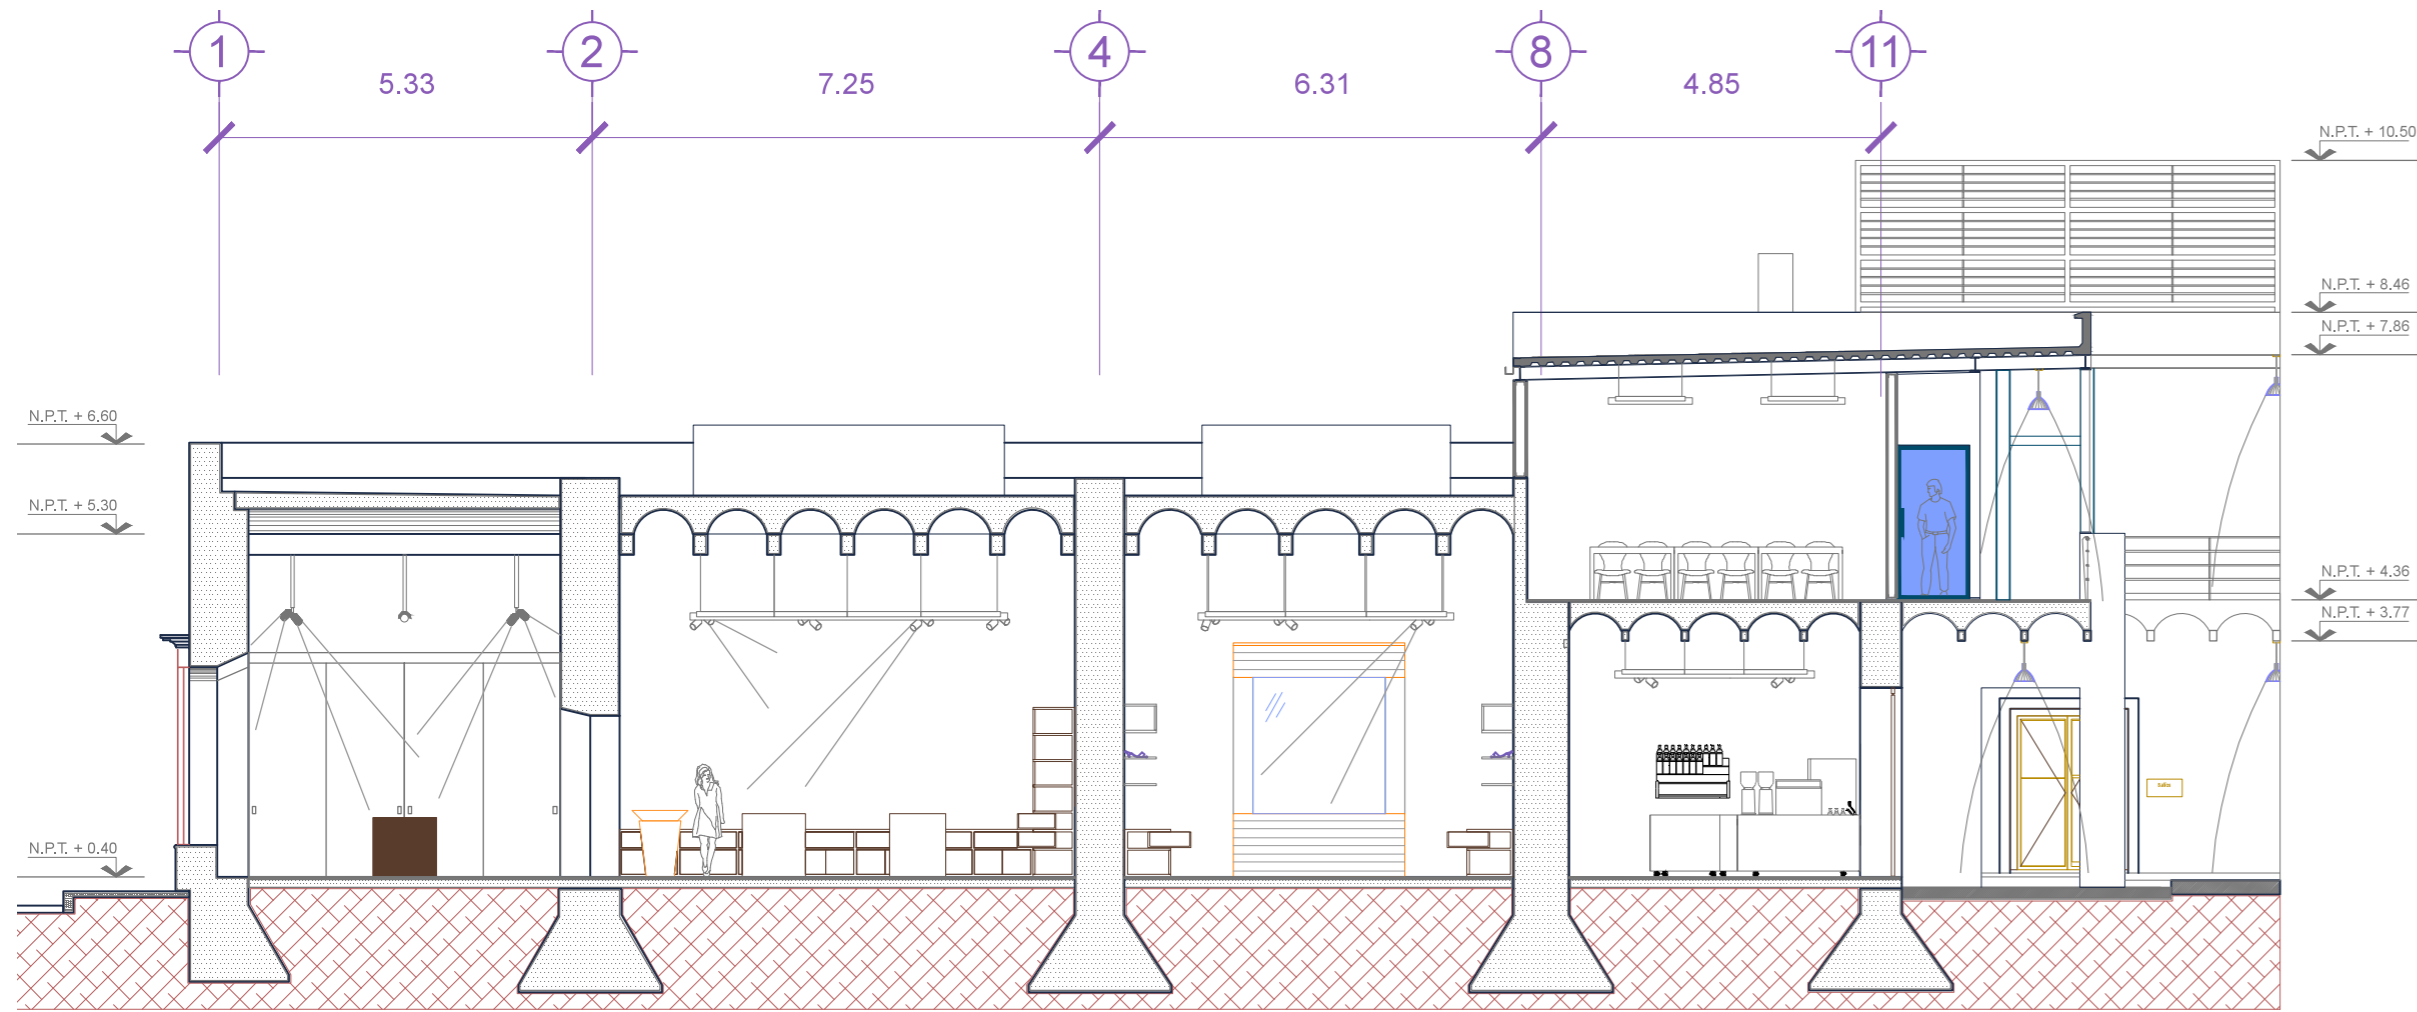 1 2 4 8 11
5.33 7.25 6.31 4.85
N.P.T. + 10.50
N.P.T. + 8.46
N.P.T. + 7.86
N.P.T. + 6.60
N.P.T. + 5.30
N.P.T. + 4.36
N.P.T. + 3.77
N.P.T. + 0.40